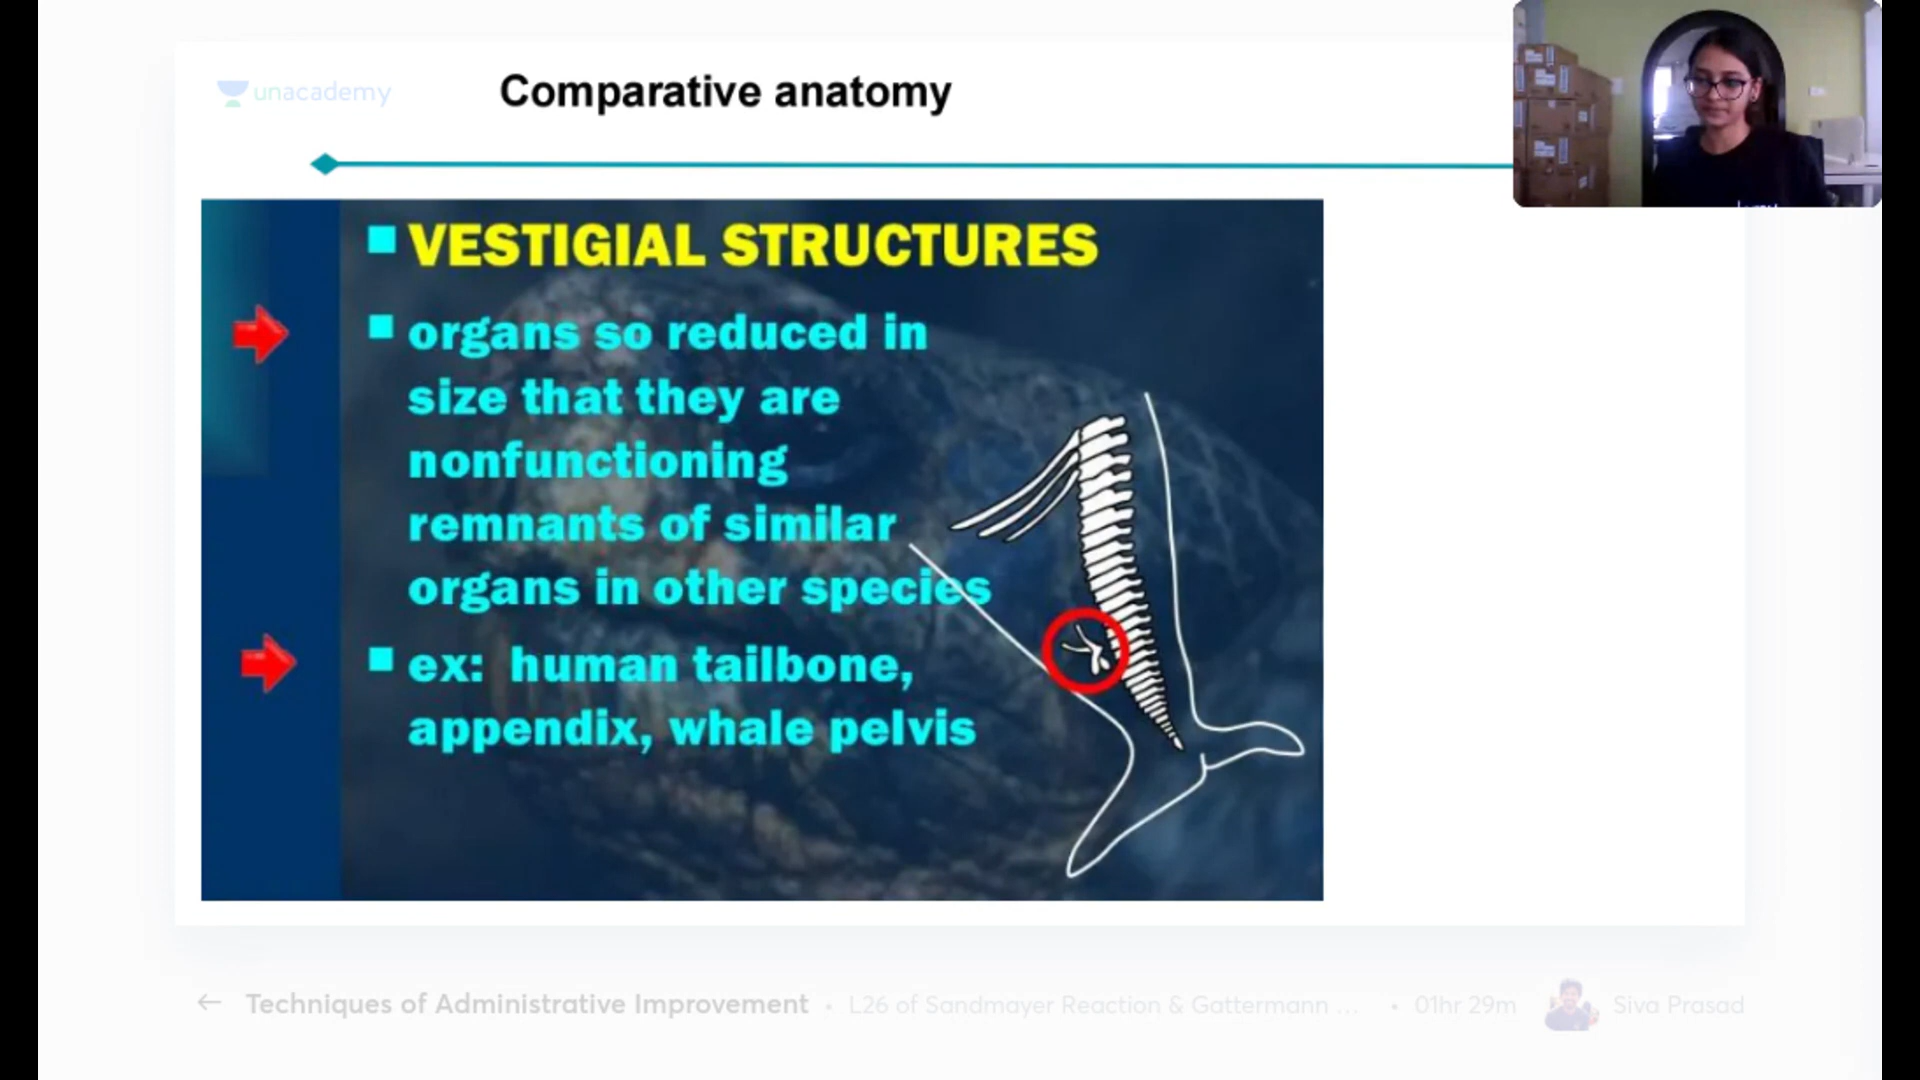 unacademy
Comparative anatomy
VESTIGIAL STRUCTURES
organs so reduced in
size that they are
nonfunctioning
remnants of similar
organs in other species
ex: human tailbone,
appendix, whale pelvis
← Techniques of Administrative Improvement • L26 of Sandmayer Reaction & Gattermann ... • 01hr 29m Siva Prasad